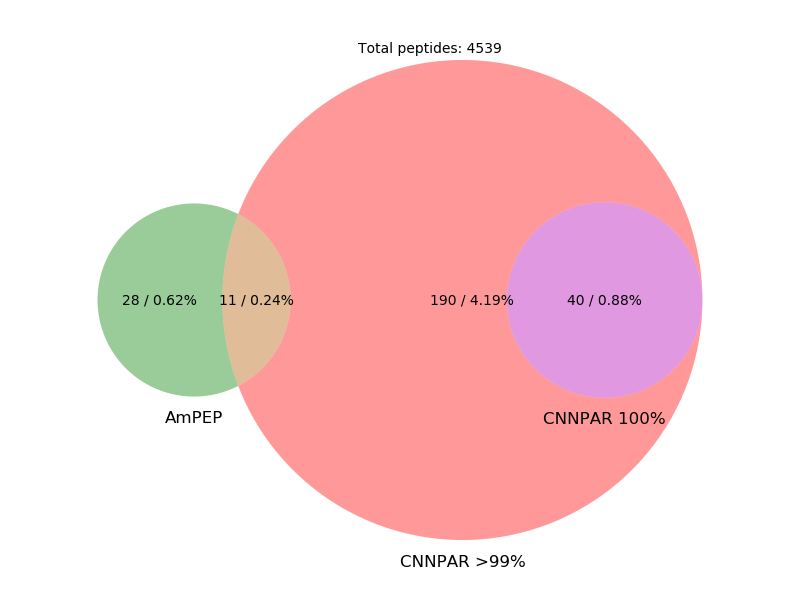 Total peptides: 4539
28 / 0.62%
11 / 0.24%
190 / 4.19%
40 / 0.88%
AmPEP
CNNPAR 100%
CNNPAR >99%